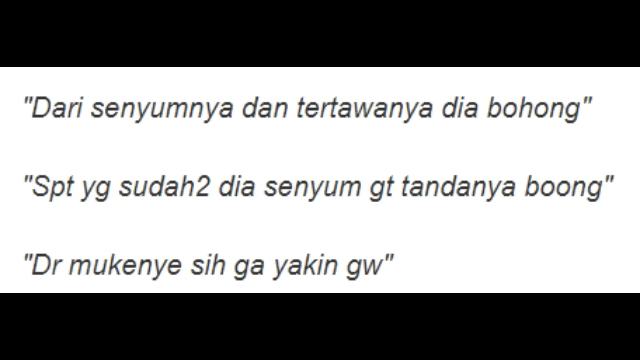 "Dari senyumnya dan tertawanya dia bohong"
"Spt yg sudah2 dia senyum gt tandanya boong"
"Dr mukenye sih ga yakin gw"